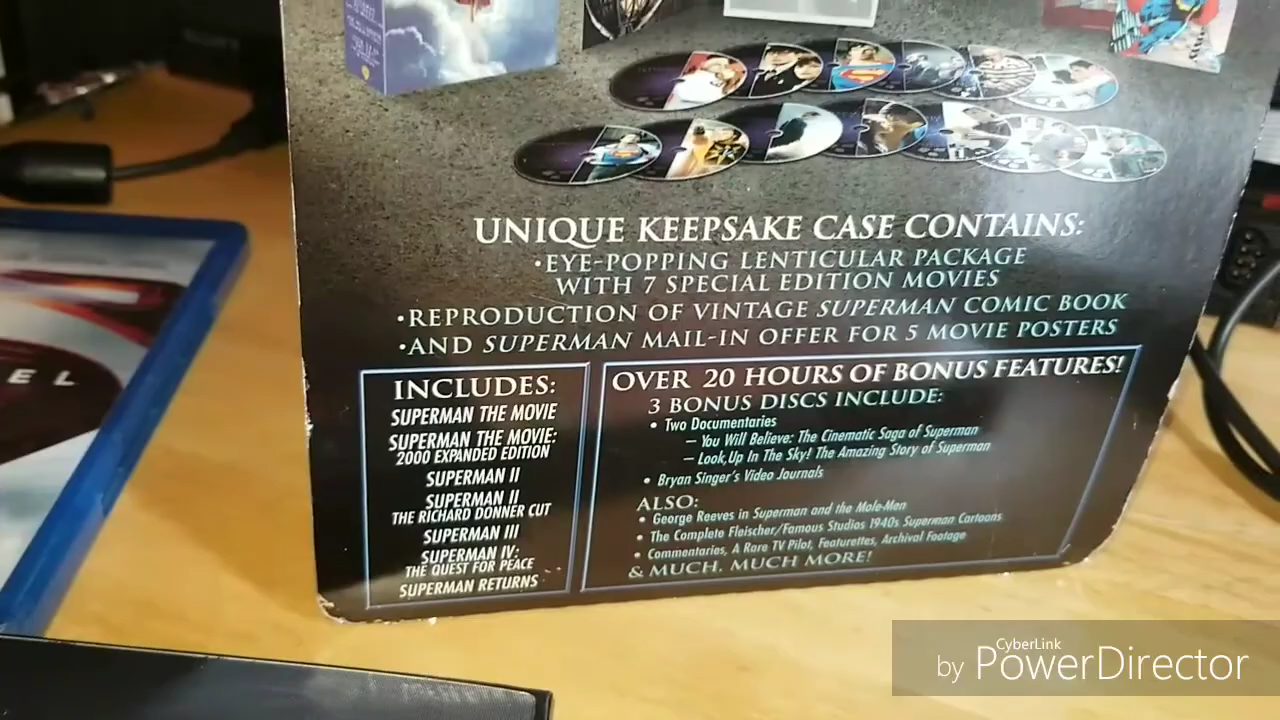 UNIQUE KEEPSAKE CASE CONTAINS:
•EYE-POPPING LENTICULAR PACKAGE
WITH 7 SPECIAL EDITION MOVIES
•REPRODUCTION OF VINTAGE SUPERMAN COMIC BOOK
•AND SUPERMAN MAIL-IN OFFER FOR 5 MOVIE POSTERS
INCLUDES:
SUPERMAN THE MOVIE
SUPERMAN THE MOVIE:
2000 EXPANDED EDITION
SUPERMAN II
SUPERMAN II
THE RICHARD DONNER CUT
SUPERMAN III
SUPERMAN IV:
THE QUEST FOR PEACE
SUPERMAN RETURNS
OVER 20 HOURS OF BONUS FEATURES!
3 BONUS DISCS INCLUDE:
• Two Documentaries
– You Will Believe: The Cinematic Saga of Superman
– Look, Up In The Sky! The Amazing Story of Superman
• Bryan Singer's Video Journals
ALSO:
• George Reeves in Superman and the Mole-Men
• The Complete Fleischer/Famous Studios 1940s Superman Cartoons
• Commentaries, A Rare TV Pilot, Featurettes, Archival Footage
& MUCH, MUCH MORE!
EL
CyberLink
by PowerDirector